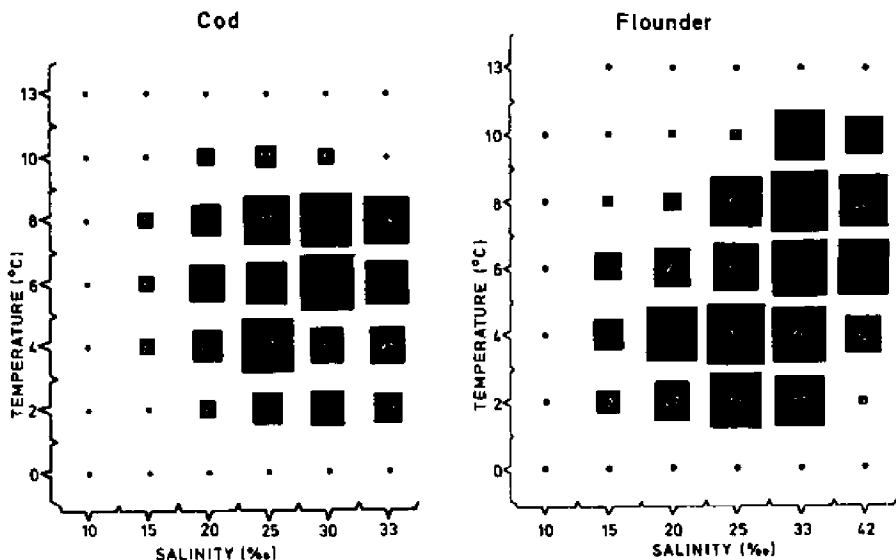 Cod
Flounder
TEMPERATURE (°C)
13
10
8
6
4
2
0
10 15 20 25 30 33
SALINITY (‰)
TEMPERATURE (°C)
13
10
8
6
4
2
0
10 15 20 25 33 42
SALINITY (‰)